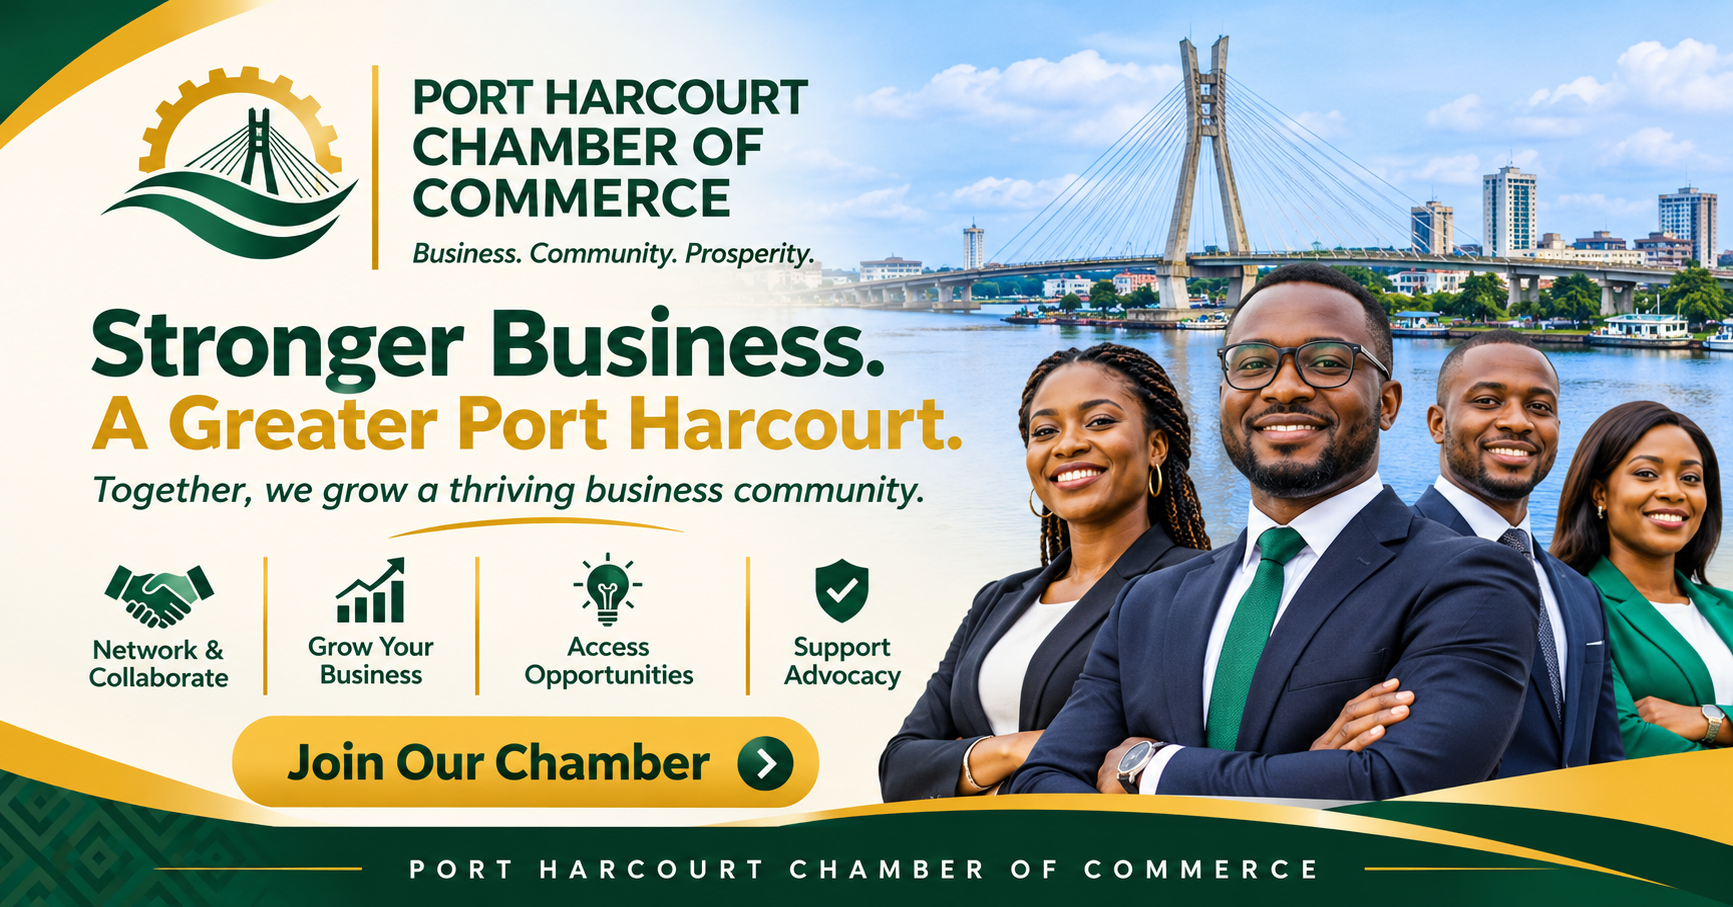 PORT HARCOURT
CHAMBER OF
COMMERCE
Business. Community. Prosperity.
Stronger Business.
A Greater Port Harcourt.
Together, we grow a thriving business community.
Network &
Collaborate
Grow Your
Business
Access
Opportunities
Support
Advocacy
Join Our Chamber
PORT HARCOURT CHAMBER OF COMMERCE